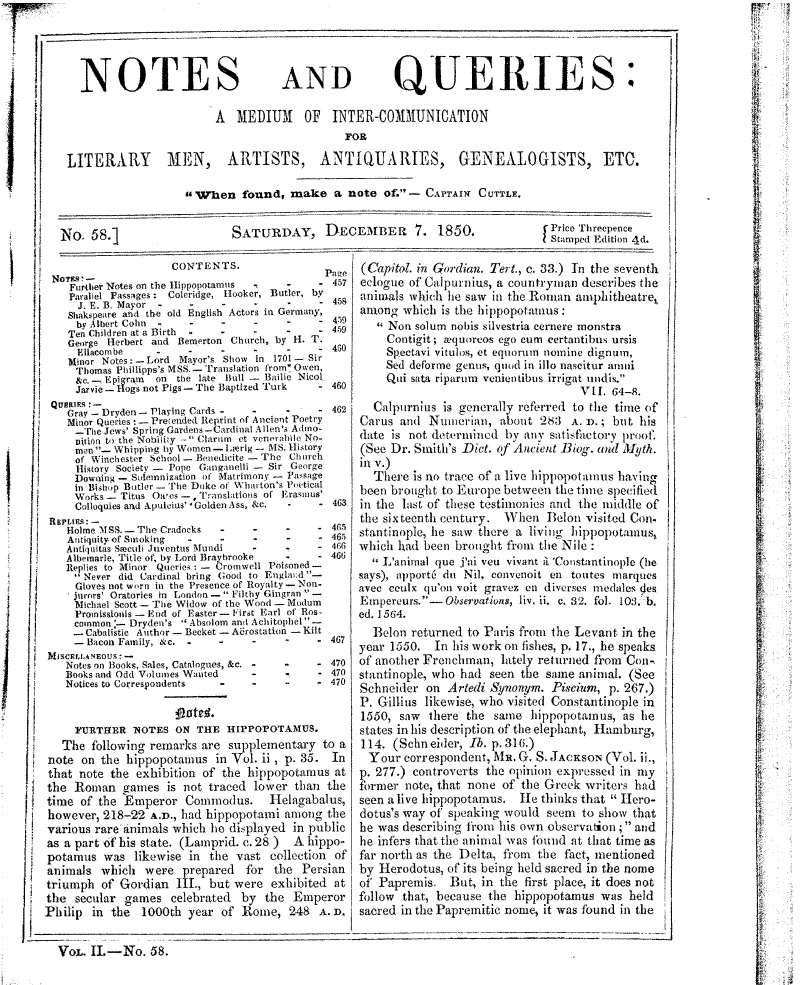 NOTES AND QUERIES:
A MEDIUM OF INTER-COMMUNICATION
FOR
LITERARY MEN, ARTISTS, ANTIQUARIES, GENEALOGISTS, ETC.
"When found, make a note of."— CAPTAIN CUTTLE.
No. 58.] SATURDAY, DECEMBER 7. 1850. { Price Threepence
Stamped Edition 4d.
CONTENTS.
NOTES:— Page
Further Notes on the Hippopotamus - - - 457
Parallel Passages: Coleridge, Hooker, Butler, by
J. E. B. Mayor - - - - - - 458
Shakspeare and the old English Actors in Germany,
by Albert Cohn - - - - - - 459
Ten Children at a Birth - - - - - 459
George Herbert and Bemerton Church, by H. T.
Ellacombe - - - - - - 460
Minor Notes:—Lord Mayor's Show in 1701 — Sir
Thomas Phillipps's MSS.— Translation from Owen,
&c.— Epigram on the late Bull — Bailie Nicol
Jarvie — Hogs not Pigs — The Baptized Turk - 460
QUERIES:—
Gray — Dryden — Playing Cards - - - - 462
Minor Queries:— Pretended Reprint of Ancient Poetry
—The Jews' Spring Gardens—Cardinal Allen's Admo-
nition to the Nobility — "Clarum et venerabile No-
men"— Whipping by Women—Lærig — MS. History
of Winchester School — Benedicite — The Church
History Society — Pope Ganganelli — Sir George
Downing — Solemnization of Matrimony — Passage
in Bishop Butler — The Duke of Wharton's Poetical
Works — Titus Oates — Translations of Erasmus'
Colloquies and Apuleius' Golden Ass, &c. - - 463
REPLIES:—
Holme MSS.— The Cradocks - - - - 465
Antiquity of Smoking - - - - - 465
Antiquitas Sæculi Juventus Mundi - - - 466
Albemarle, Title of, by Lord Braybrooke - - 466
Replies to Minor Queries:— Cromwell Poisoned—
"Never did Cardinal bring Good to England"—
Gloves not worn in the Presence of Royalty — Non-
jurors' Oratories in London — "Filthy Gingran"—
Michael Scott — The Widow of the Wood — Modum
Promissionis — End of Easter — First Earl of Ros-
common — Dryden's "Absolom and Achitophel"—
— Cabalistic Author — Becket — Aërostation — Kilt
— Bacon Family, &c. - - - - - 467
MISCELLANEOUS:—
Notes on Books, Sales, Catalogues, &c. - - - 470
Books and Odd Volumes Wanted - - - 470
Notices to Correspondents - - - - 470
Notes.
FURTHER NOTES ON THE HIPPOPOTAMUS.
The following remarks are supplementary to a
note on the hippopotamus in Vol. ii , p. 35. In
that note the exhibition of the hippopotamus at
the Roman games is not traced lower than the
time of the Emperor Commodus. Helagabalus,
however, 218-22 A.D., had hippopotami among the
various rare animals which he displayed in public
as a part of his state. (Lamprid. c. 28 ) A hippo-
potamus was likewise in the vast collection of
animals which were prepared for the Persian
triumph of Gordian III., but were exhibited at
the secular games celebrated by the Emperor
Philip in the 1000th year of Rome, 248 A. D.
(Capitol. in Gordian. Tert., c. 33.) In the seventh
eclogue of Calpurnius, a countryman describes the
animals which he saw in the Roman amphitheatre,
among which is the hippopotamus:
"Non solum nobis silvestria cernere monstra
Contigit; æquoreos ego cum certantibus ursis
Spectavi vitulos, et equorum nomine dignum,
Sed deforme genus, quod in illo nascitur amni
Qui sata riparum venientibus irrigat undis."
VII. 64-8.
Calpurnius is generally referred to the time of
Carus and Numerian, about 283 A. D.; but his
date is not determined by any satisfactory proof.
(See Dr. Smith's Dict. of Ancient Biog. and Myth.
in v.)
There is no trace of a live hippopotamus having
been brought to Europe between the time specified
in the last of these testimonies and the middle of
the sixteenth century. When Belon visited Con-
stantinople, he saw there a living hippopotamus,
which had been brought from the Nile:
"L'animal que j'ai veu vivant à Constantinople (he
says), apporté du Nil, convenoit en toutes marques
avec ceulx qu'on voit gravez en diverses medales des
Empereurs."— Observations, liv. ii. c. 32. fol. 103. b.
ed. 1564.
Belon returned to Paris from the Levant in the
year 1550. In his work on fishes, p. 17., he speaks
of another Frenchman, lately returned from Con-
stantinople, who had seen the same animal. (See
Schneider on Artedi Synonym. Piscium, p. 267.)
P. Gillius likewise, who visited Constantinople in
1550, saw there the same hippopotamus, as he
states in his description of the elephant, Hamburg,
114. (Schneider, Ib. p. 316.)
Your correspondent, MR. G. S. JACKSON (Vol. ii.,
p. 277.) controverts the opinion expressed in my
former note, that none of the Greek writers had
seen a live hippopotamus. He thinks that "Hero-
dotus's way of speaking would seem to show that
he was describing from his own observation;" and
he infers that the animal was found at that time as
far north as the Delta, from the fact, mentioned
by Herodotus, of its being held sacred in the nome
of Papremis. But, in the first place, it does not
follow that, because the hippopotamus was held
sacred in the Papremitic nome, it was found in the
VOL. II.—No. 58.